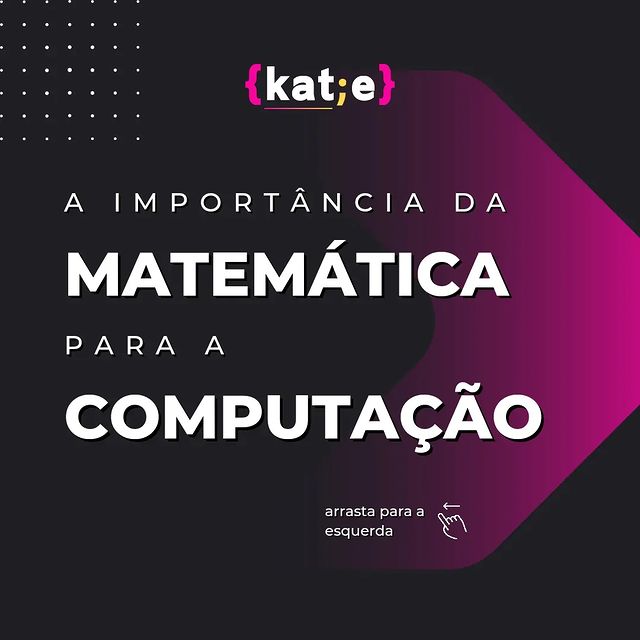 {kat;e}
A IMPORTÂNCIA DA
MATEMÁTICA
PARA A
COMPUTAÇÃO
arrasta para a
esquerda